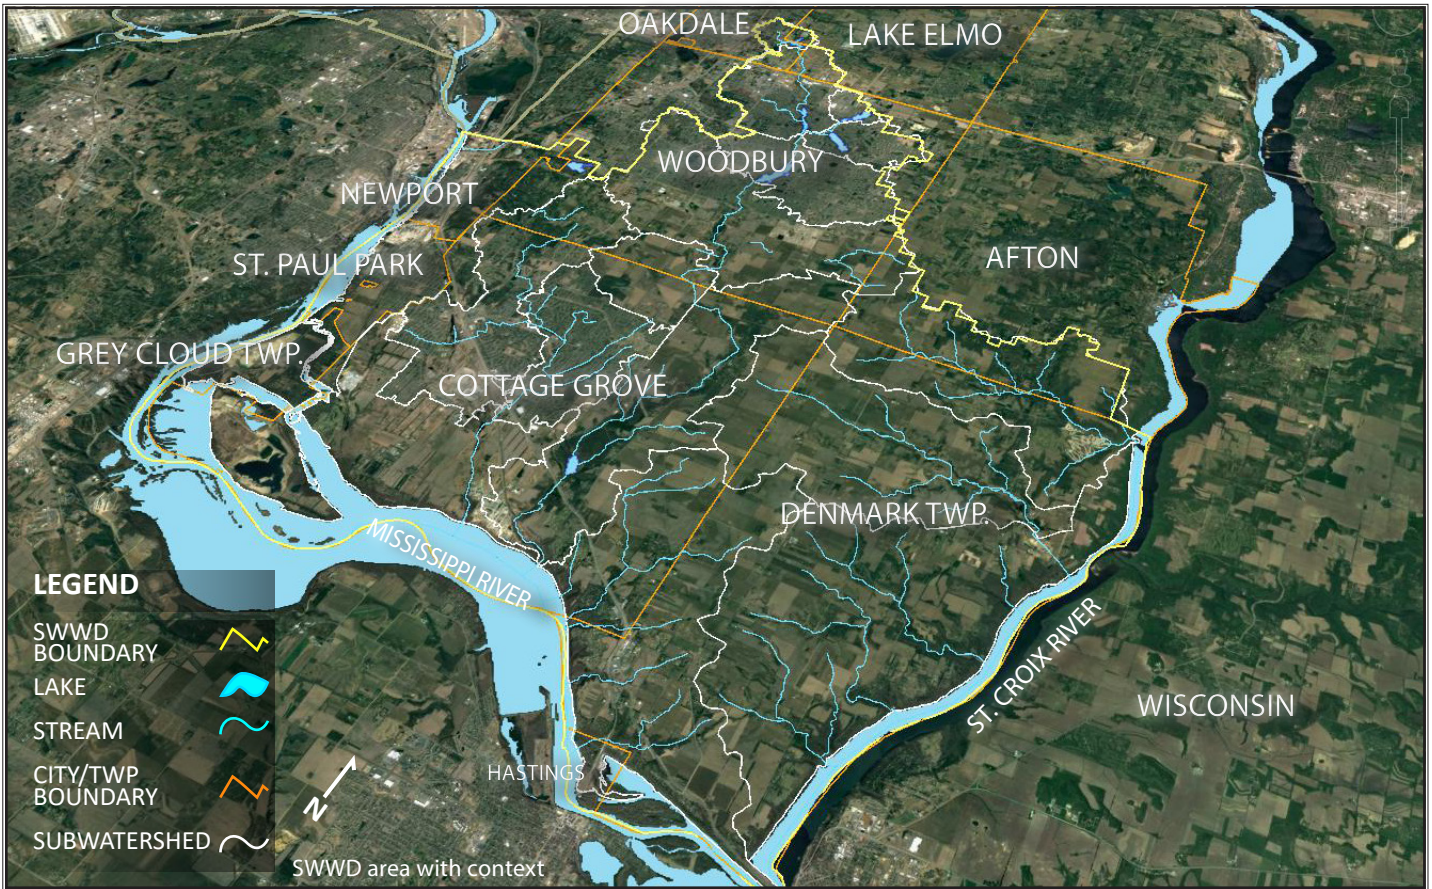 OAKDALE
LAKE ELMO
WOODBURY
NEWPORT
AFTON
ST. PAUL PARK
GREY CLOUD TWP.
COTTAGE GROVE
DENMARK TWP.
MISSISSIPPI RIVER
ST. CROIX RIVER
WISCONSIN
HASTINGS
LEGEND
SWWD
BOUNDARY
LAKE
STREAM
CITY/TWP
BOUNDARY
SUBWATERSHED
N
SWWD area with context